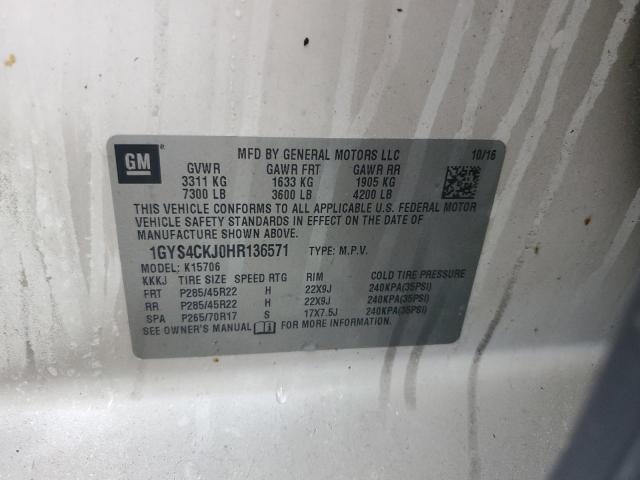 GM
MFD BY GENERAL MOTORS LLC 10/16
GVWR GAWR FRT GAWR RR
3311 KG 1633 KG 1905 KG
7300 LB 3600 LB 4200 LB
THIS VEHICLE CONFORMS TO ALL APPLICABLE U.S. FEDERAL MOTOR
VEHICLE SAFETY STANDARDS IN EFFECT ON THE DATE OF
MANUFACTURE SHOWN ABOVE.
1GYS4CKJ0HR136571 TYPE: M.P.V.
MODEL: K15706
KKKJ TIRE SIZE SPEED RTG RIM COLD TIRE PRESSURE
FRT P285/45R22 H 22X9J 240KPA(35PSI)
RR P285/45R22 H 22X9J 240KPA(35PSI)
SPA P265/70R17 S 17X7.5J 240KPA(35PSI)
SEE OWNER'S MANUAL FOR MORE INFORMATION.